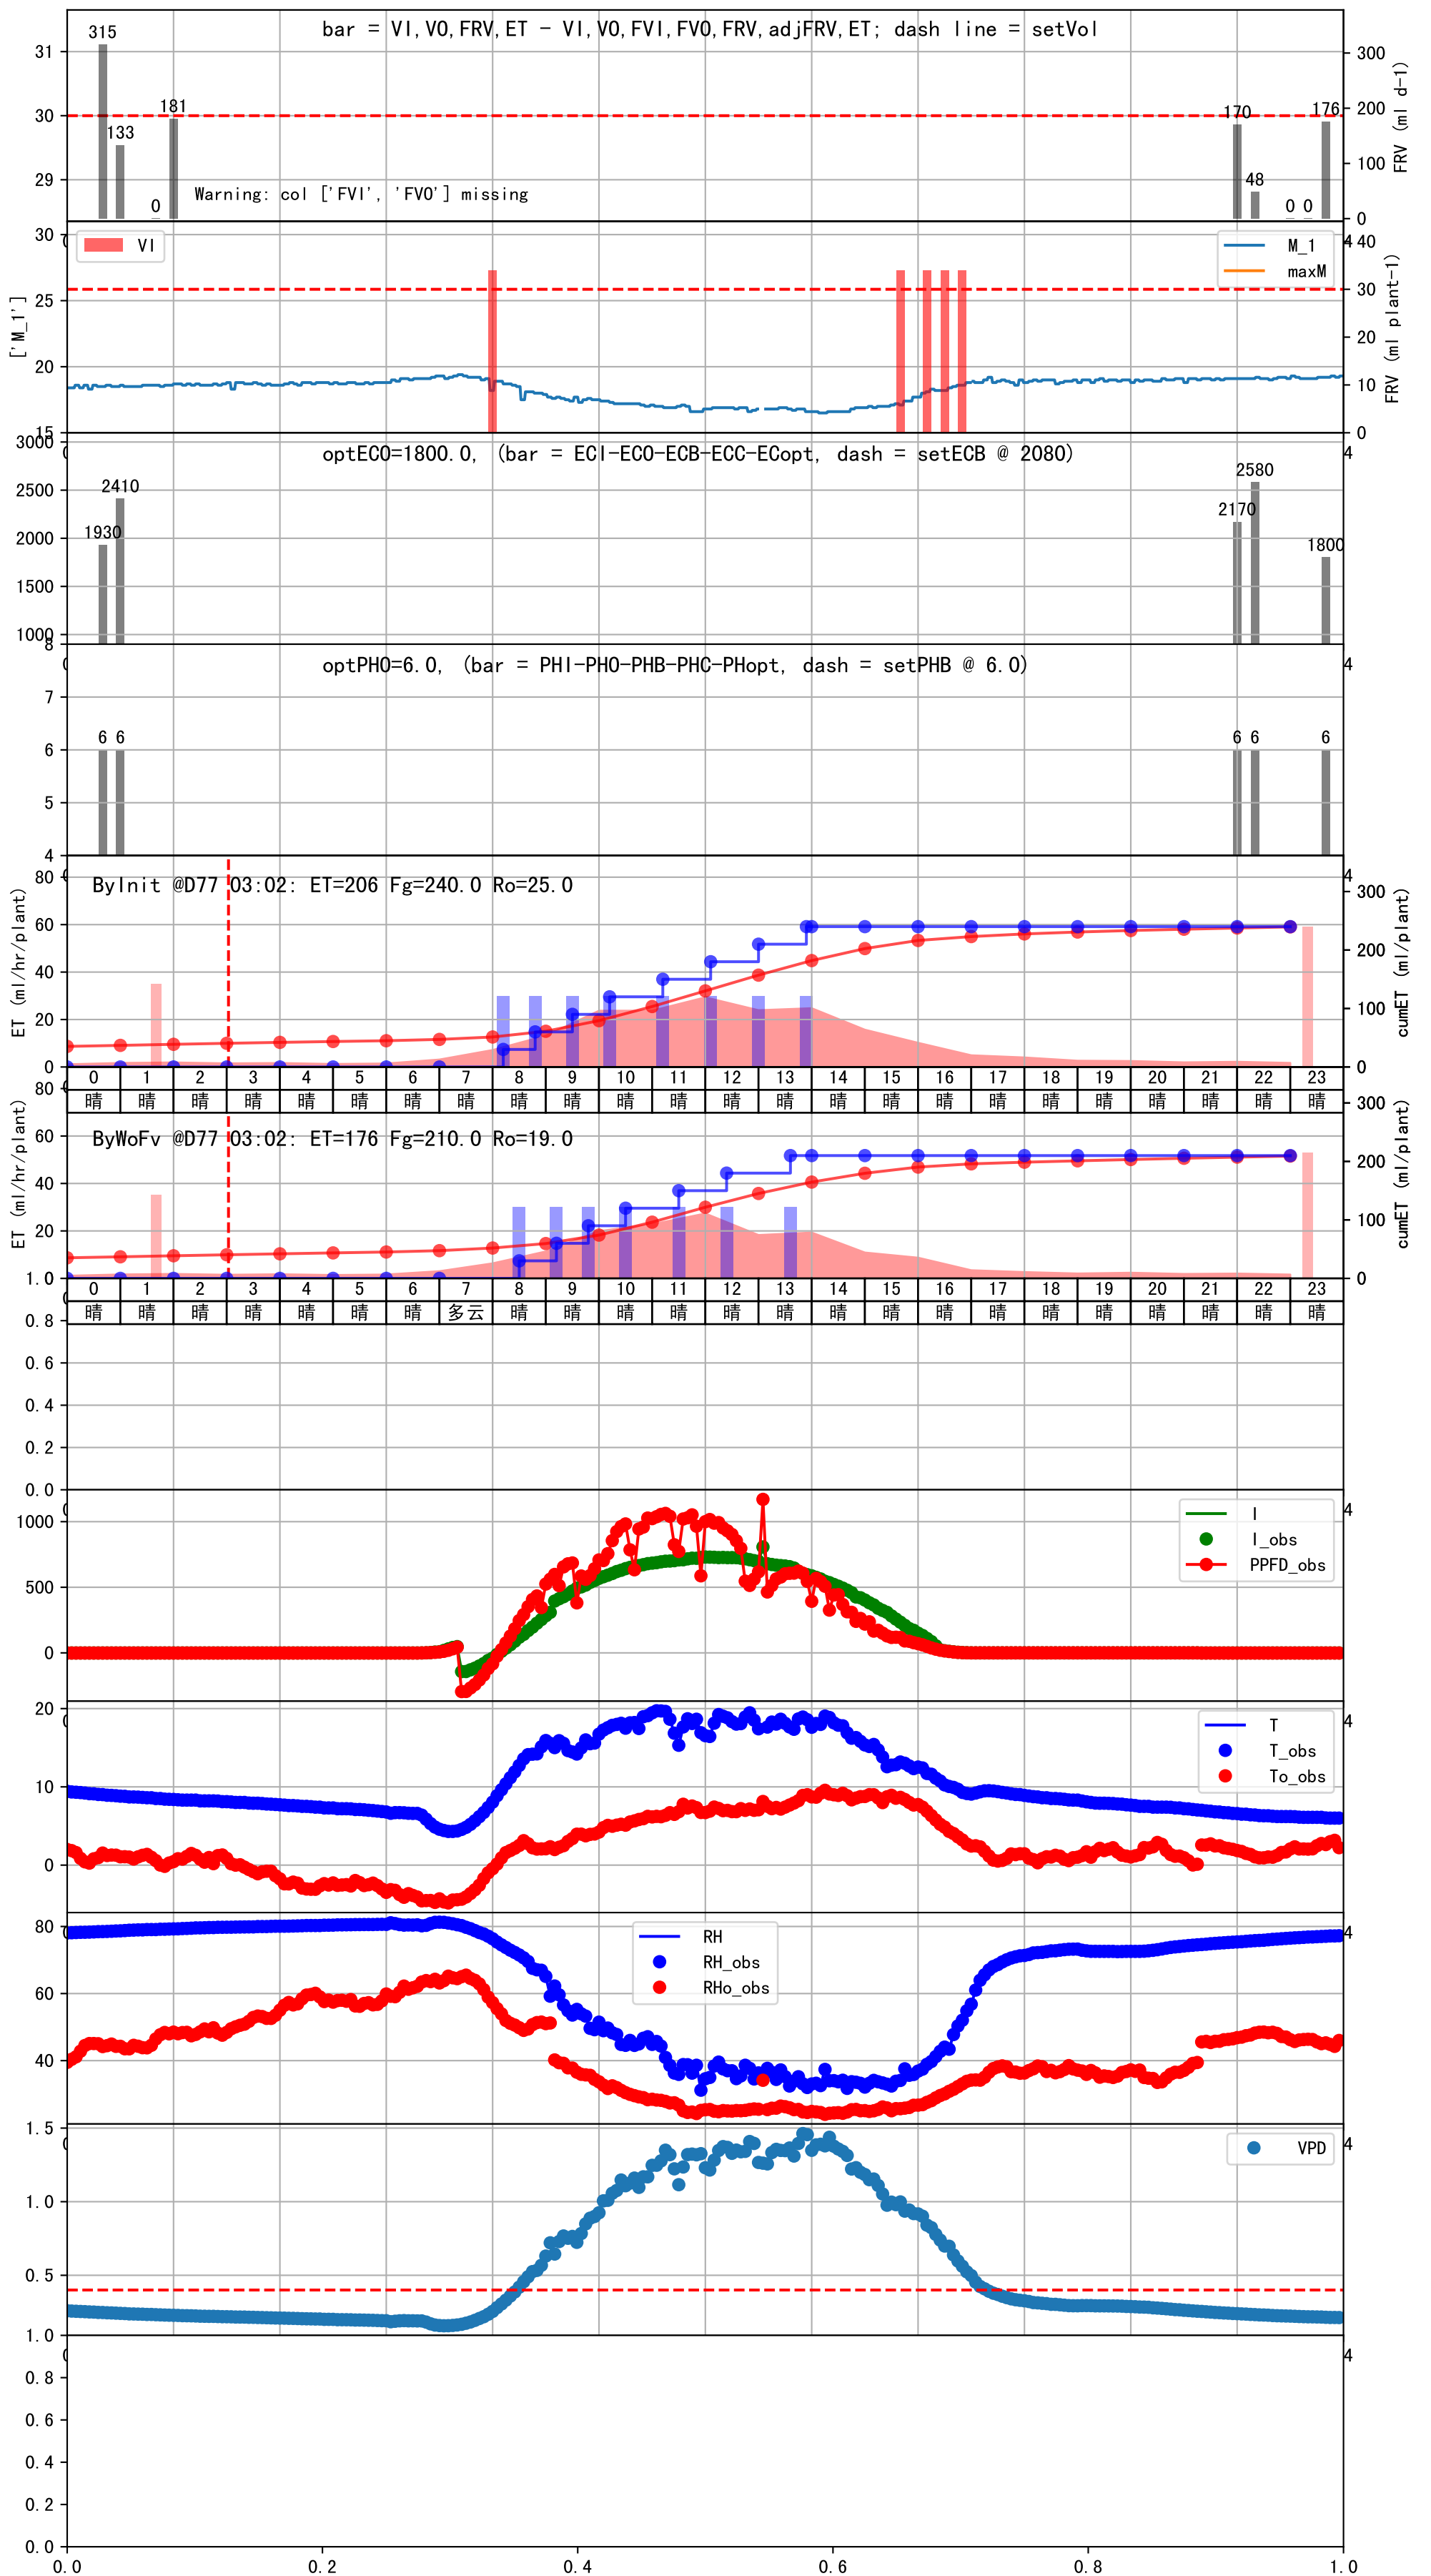 bar = VI,VO,FRV,ET - VI,VO,FVI,FVO,FRV,adjFRV,ET; dash line = setVol
315
133
0
181
170
48
0
0
176
Warning: col ['FVI', 'FVO'] missing
31
30
29
300
200
100
0
FRV (ml d-1)
VI
M_1
maxM
['M_1']
30
25
20
15
40
30
20
10
0
FRV (ml plant-1)
optECO=1800.0, (bar = ECI-ECO-ECB-ECC-ECopt, dash = setECB @ 2080)
3000
2500
2000
1500
1000
1930
2410
2170
2580
1800
optPHO=6.0, (bar = PHI-PHO-PHB-PHC-PHopt, dash = setPHB @ 6.0)
8
7
6
5
4
6
6
6
6
6
ByInit @D77 03:02: ET=206 Fg=240.0 Ro=25.0
ET (ml/hr/plant)
80
60
40
20
0
300
200
100
0
cumET (ml/plant)
0 1 2 3 4 5 6 7 8 9 10 11 12 13 14 15 16 17 18 19 20 21 22 23
晴 晴 晴 晴 晴 晴 晴 晴 晴 晴 晴 晴 晴 晴 晴 晴 晴 晴 晴 晴 晴 晴 晴 晴
ByWoFv @D77 03:02: ET=176 Fg=210.0 Ro=19.0
ET (ml/hr/plant)
80
60
40
20
300
200
100
0
cumET (ml/plant)
0 1 2 3 4 5 6 7 8 9 10 11 12 13 14 15 16 17 18 19 20 21 22 23
晴 晴 晴 晴 晴 晴 晴 多云 晴 晴 晴 晴 晴 晴 晴 晴 晴 晴 晴 晴 晴 晴 晴 晴
1.0
0.8
0.6
0.4
0.2
0.0
I
I_obs
PPFD_obs
1000
500
0
T
T_obs
To_obs
20
10
0
RH
RH_obs
RHo_obs
80
60
40
VPD
1.5
1.0
0.5
1.0
0.8
0.6
0.4
0.2
0.0
0.0 0.2 0.4 0.6 0.8 1.0